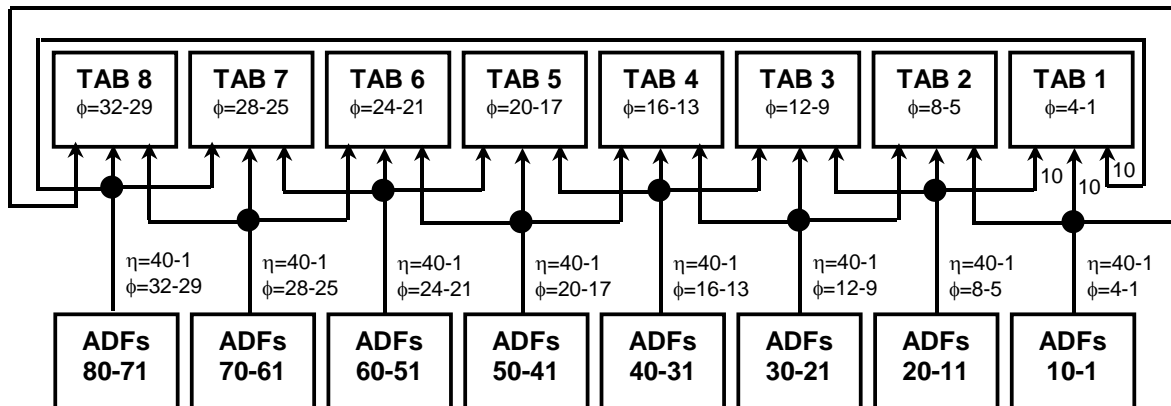 TAB 8
ϕ=32-29
TAB 7
ϕ=28-25
TAB 6
ϕ=24-21
TAB 5
ϕ=20-17
TAB 4
ϕ=16-13
TAB 3
ϕ=12-9
TAB 2
ϕ=8-5
TAB 1
ϕ=4-1
10
10
10
η=40-1
ϕ=32-29
η=40-1
ϕ=28-25
η=40-1
ϕ=24-21
η=40-1
ϕ=20-17
η=40-1
ϕ=16-13
η=40-1
ϕ=12-9
η=40-1
ϕ=8-5
η=40-1
ϕ=4-1
ADFs
80-71
ADFs
70-61
ADFs
60-51
ADFs
50-41
ADFs
40-31
ADFs
30-21
ADFs
20-11
ADFs
10-1